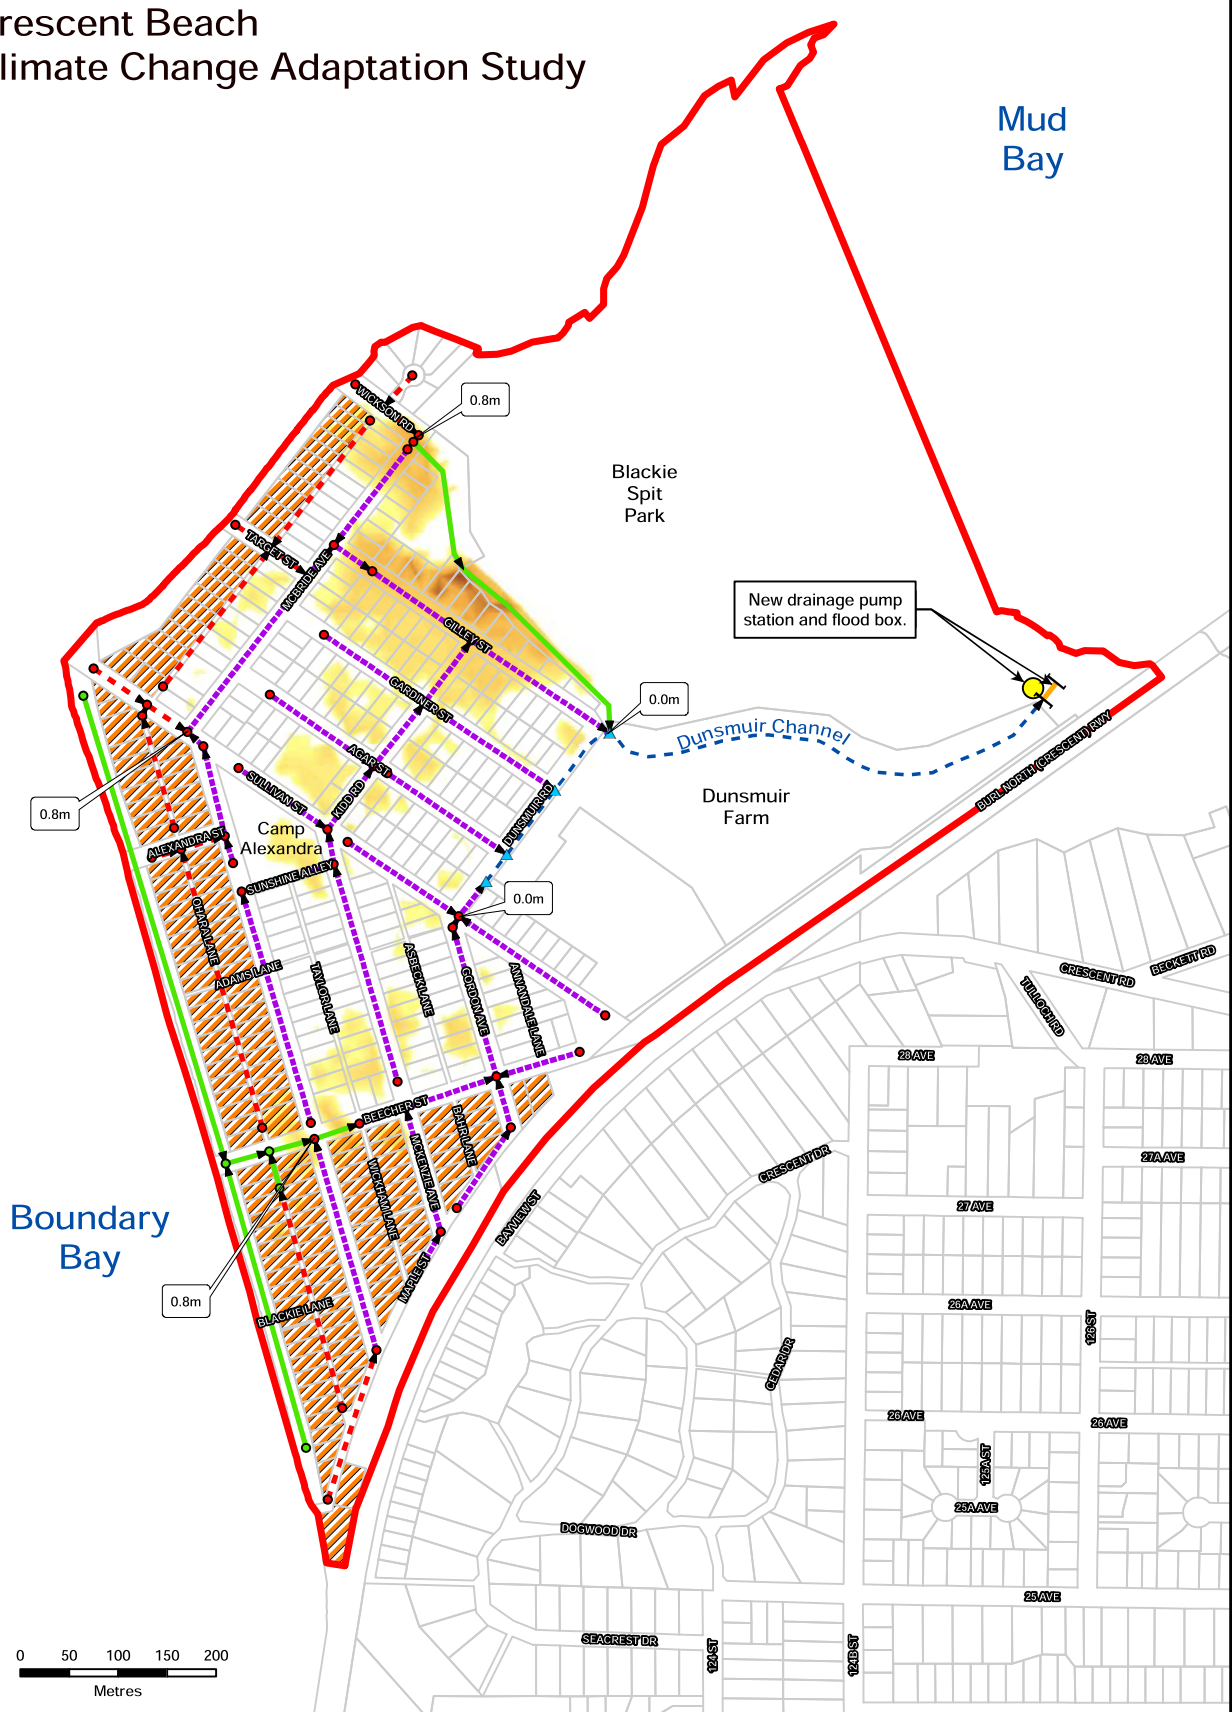 rescent Beach
limate Change Adaptation Study
Mud
Bay
WICKSON RD
0.8m
Blackie
Spit
Park
TARGET ST
MCBRIDE AVE
New drainage pump
station and flood box.
GILLEY ST
GARDINER ST
0.0m
Dunsmuir Channel
BURL NORTH (CRESCENT) RWY
AGAR ST
SULLIVAN ST
KIDD RD
DUNSMUIR RD
Dunsmuir
Farm
0.8m
ALEXANDRA ST
Camp
Alexandra
SUNSHINE ALLEY
0.0m
OHARA LANE
ADAMS LANE
TAYLOR LANE
ASBECK LANE
GORDON AVE
ANNANDALE LANE
CRESCENT RD
BECKETT RD
TULLOCH RD
28 AVE
28 AVE
BEECHER ST
BAHR LANE
MCKENZIE AVE
WICKHAM LANE
CRESCENT DR
27A AVE
Boundary
Bay
BAYVIEW ST
27 AVE
MAPLE ST
0.8m
BLACKIE LANE
26A AVE
126 ST
CEDAR DR
26 AVE
26 AVE
125A ST
25A AVE
DOGWOOD DR
25 AVE
SEACREST DR
124 ST
124B ST
0 50 100 150 200
Metres